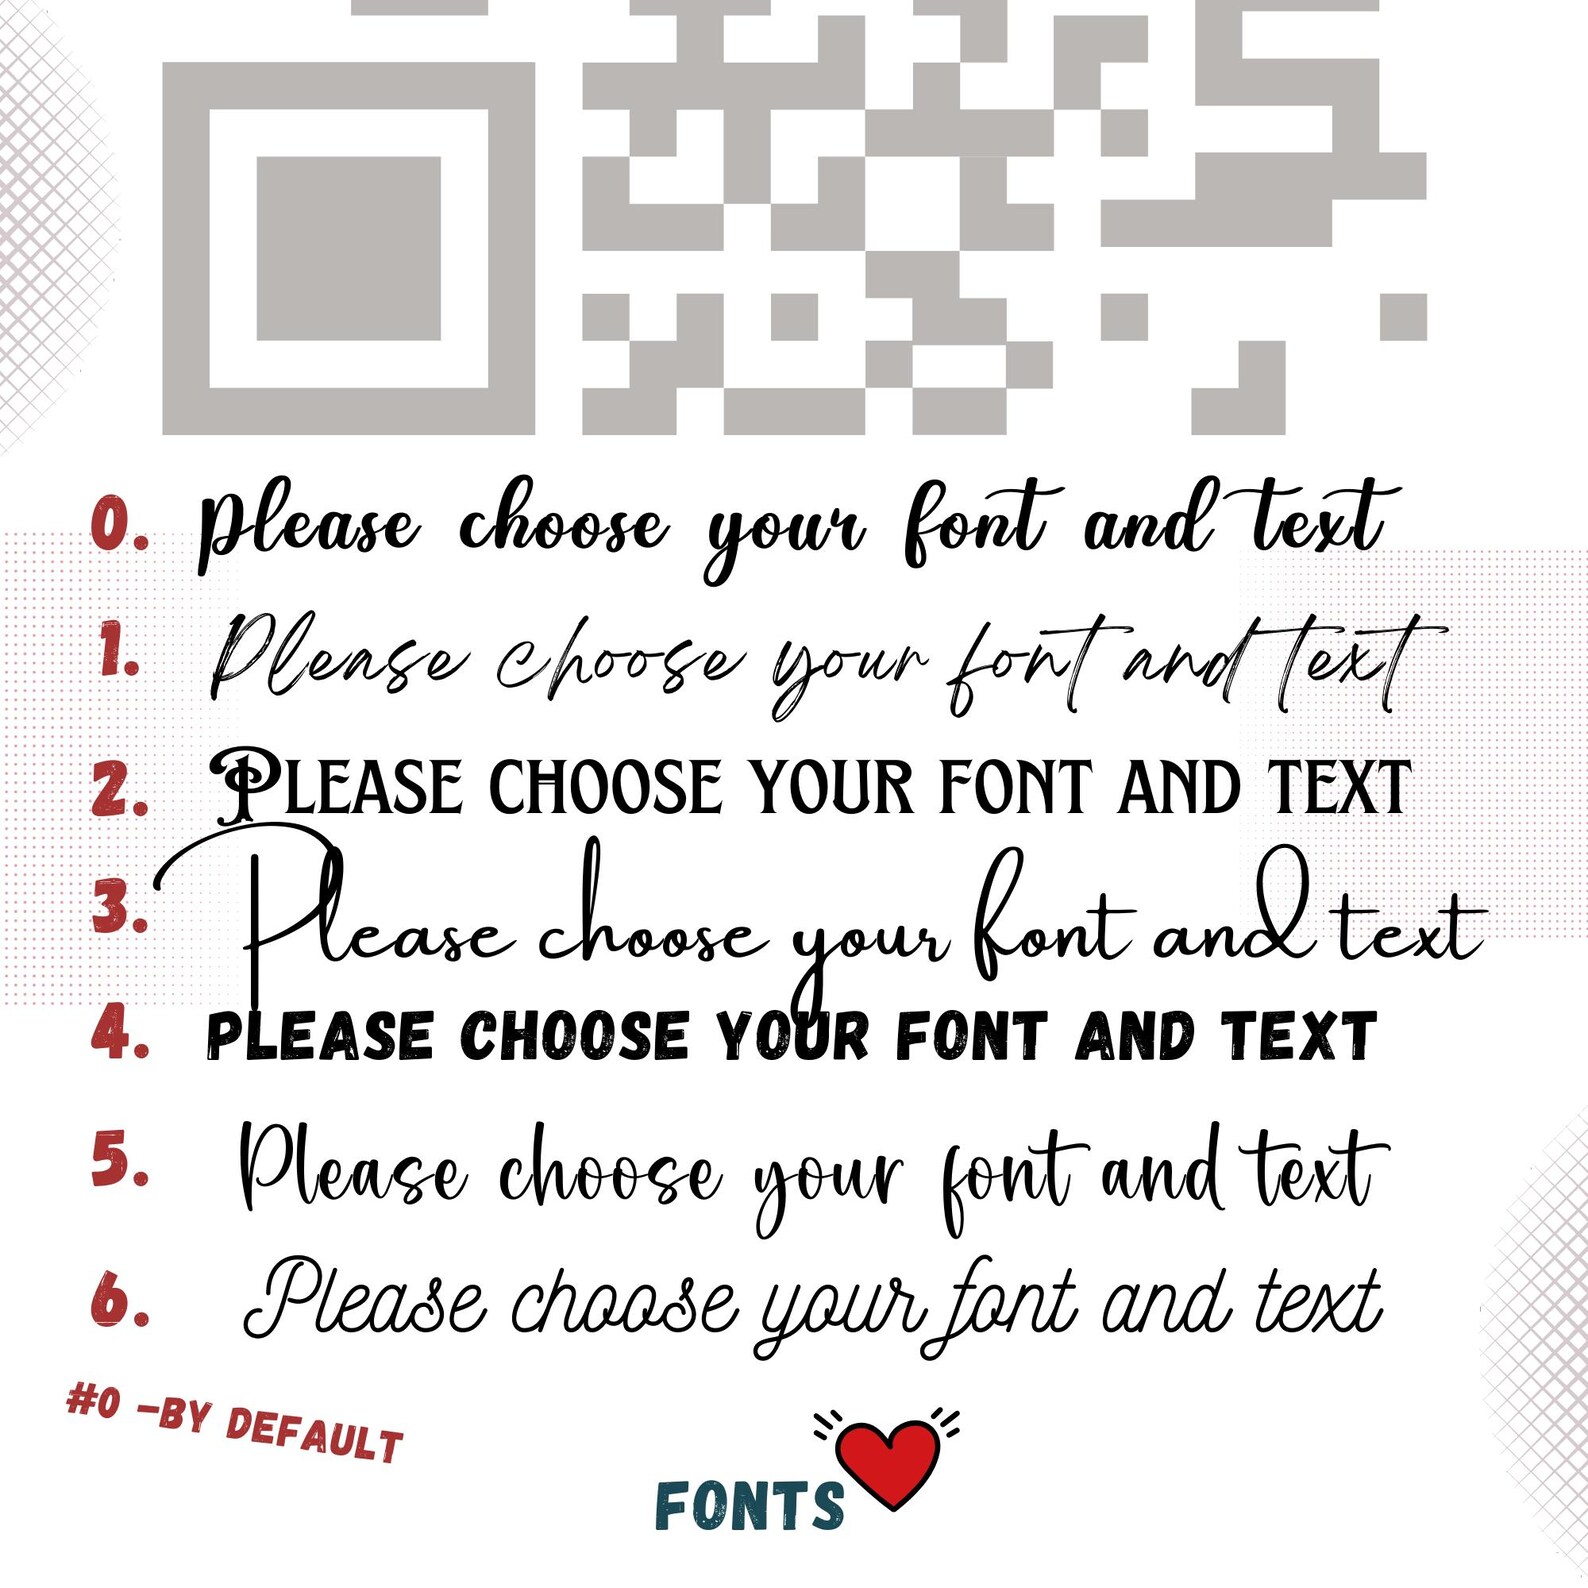 0. please choose your font and text
1. Please choose your font and text
2. PLEASE CHOOSE YOUR FONT AND TEXT
3. Please choose your font and text
4. PLEASE CHOOSE YOUR FONT AND TEXT
5. Please choose your font and text
6. Please choose your font and text
#0 -BY DEFAULT
FONTS